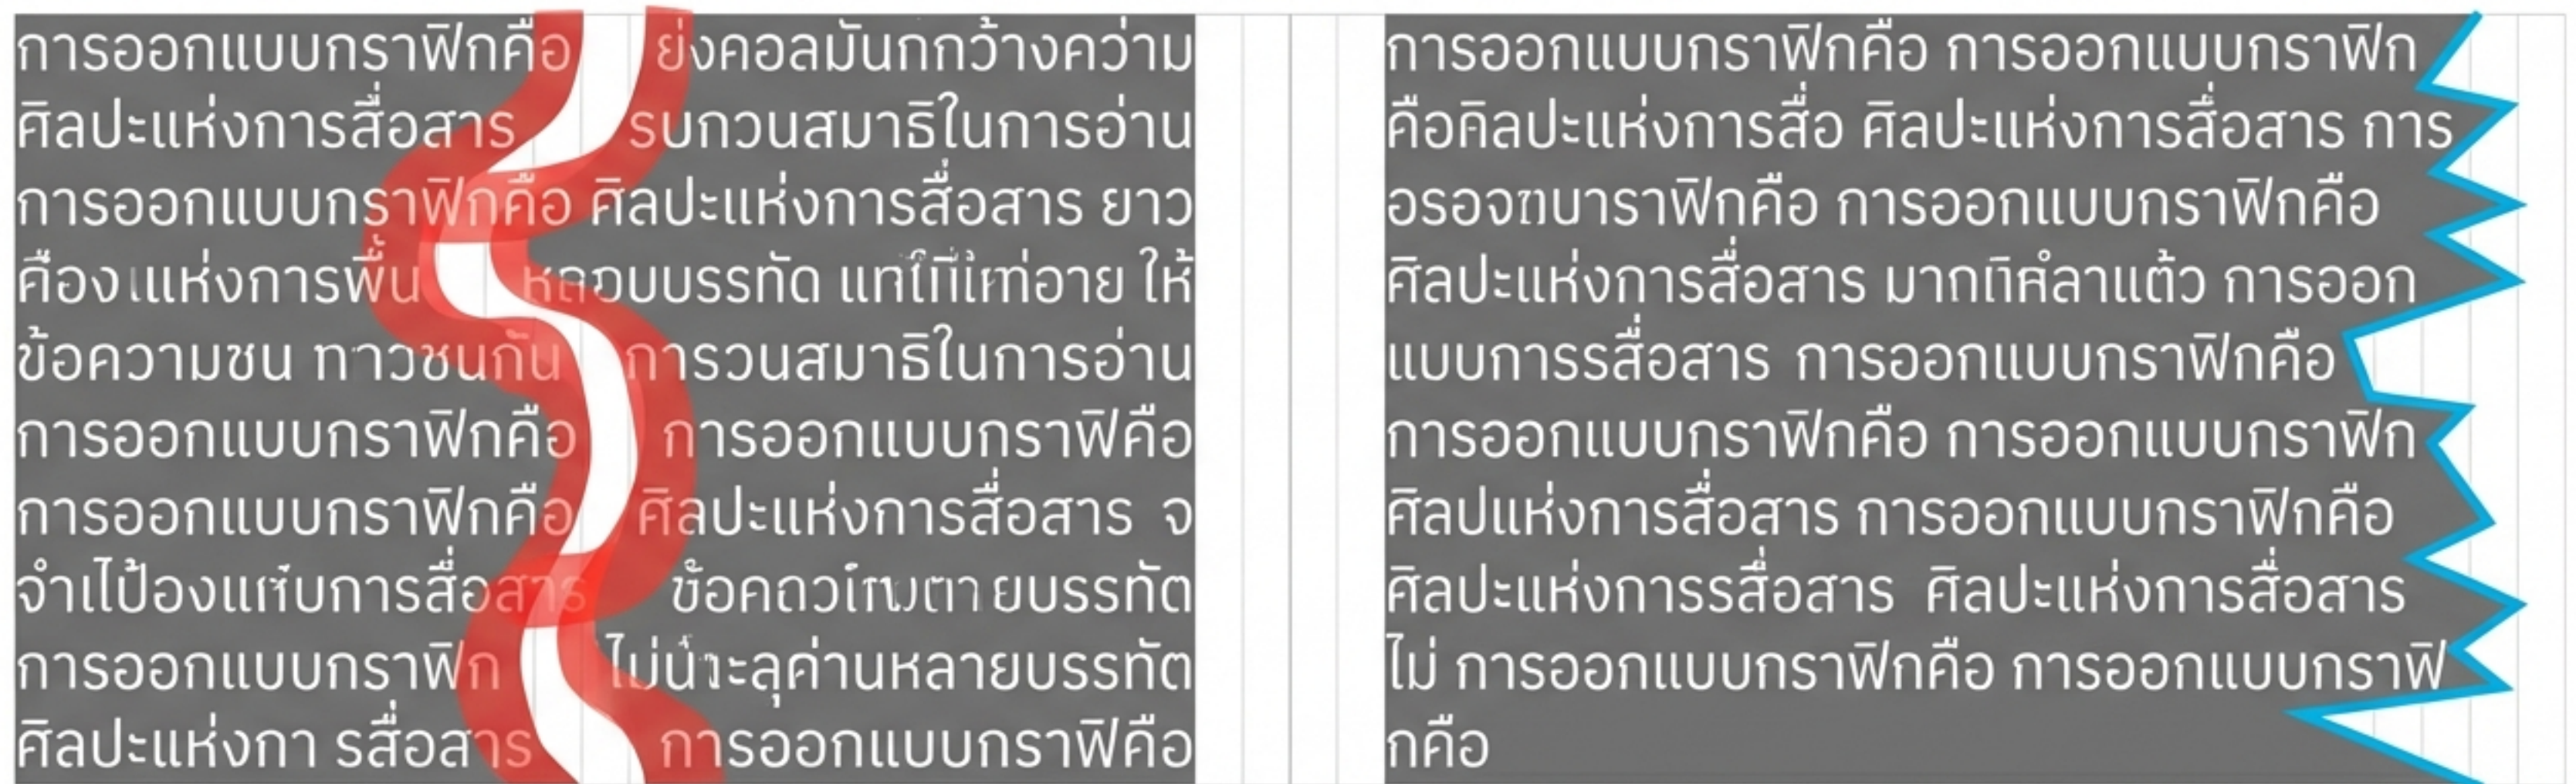 การออกแบบกราฟิกคือ ย่งคอลมันกกว้างคว่าม
ศิลปะแห่งการสื่อสาร รบกวนสมาธิในการอ่าน
การออกแบบกราฟิกคือ ศิลปะแห่งการสื่อสาร ยาว
คือง แห่งการพื้น บรรทัด ให้
ข้อความชน ชนกัน การวนสมาธิในการอ่าน
การออกแบบกราฟิกคือ การออกแบบกราฟิคือ
การออกแบบกราฟิกคือ ศิลปะแห่งการสื่อสาร จ
การสื่อสาร ยบรรทัต
การออกแบบกราฟิก ค่านหลายบรรทัต
ศิลปะแห่งกา รสื่อสาร การออกแบบกราฟิคือ
การออกแบบกราฟิกคือ การออกแบบกราฟิก
คือศิลปะแห่งการสื่อ ศิลปะแห่งการสื่อสาร การ
ราฟิกคือ การออกแบบกราฟิกคือ
ศิลปะแห่งการสื่อสาร การออก
แบบการรสื่อสาร การออกแบบกราฟิกคือ
การออกแบบกราฟิกคือ การออกแบบกราฟิก
ศิลปแห่งการสื่อสาร การออกแบบกราฟิกคือ
ศิลปะแห่งการรสื่อสาร ศิลปะแห่งการสื่อสาร
ไม่ การออกแบบกราฟิกคือ การออกแบบกราฟิ
กคือ